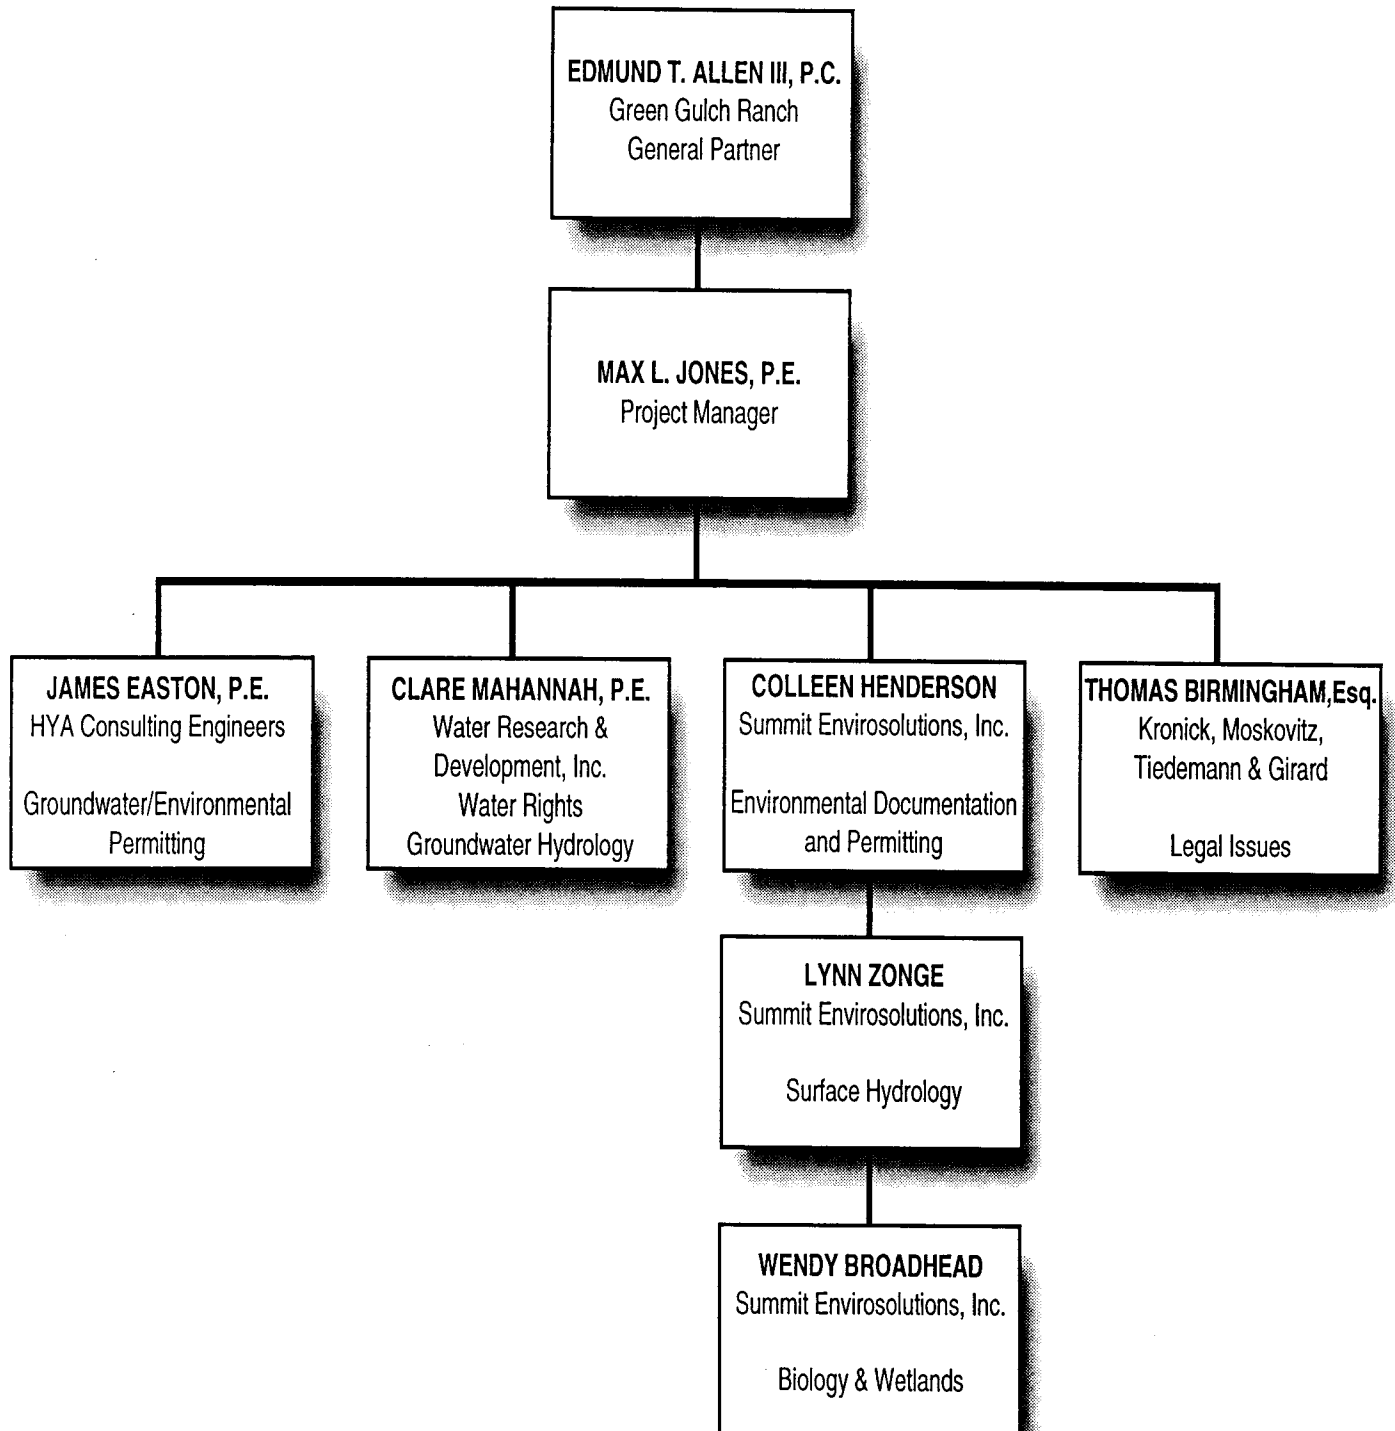 EDMUND T. ALLEN III, P.C.
Green Gulch Ranch
General Partner
MAX L. JONES, P.E.
Project Manager
JAMES EASTON, P.E.
HYA Consulting Engineers
Groundwater/Environmental
Permitting
CLARE MAHANNAH, P.E.
Water Research &
Development, Inc.
Water Rights
Groundwater Hydrology
COLLEEN HENDERSON
Summit Envirosolutions, Inc.
Environmental Documentation
and Permitting
THOMAS BIRMINGHAM,Esq.
Kronick, Moskovitz,
Tiedemann & Girard
Legal Issues
LYNN ZONGE
Summit Envirosolutions, Inc.
Surface Hydrology
WENDY BROADHEAD
Summit Envirosolutions, Inc.
Biology & Wetlands